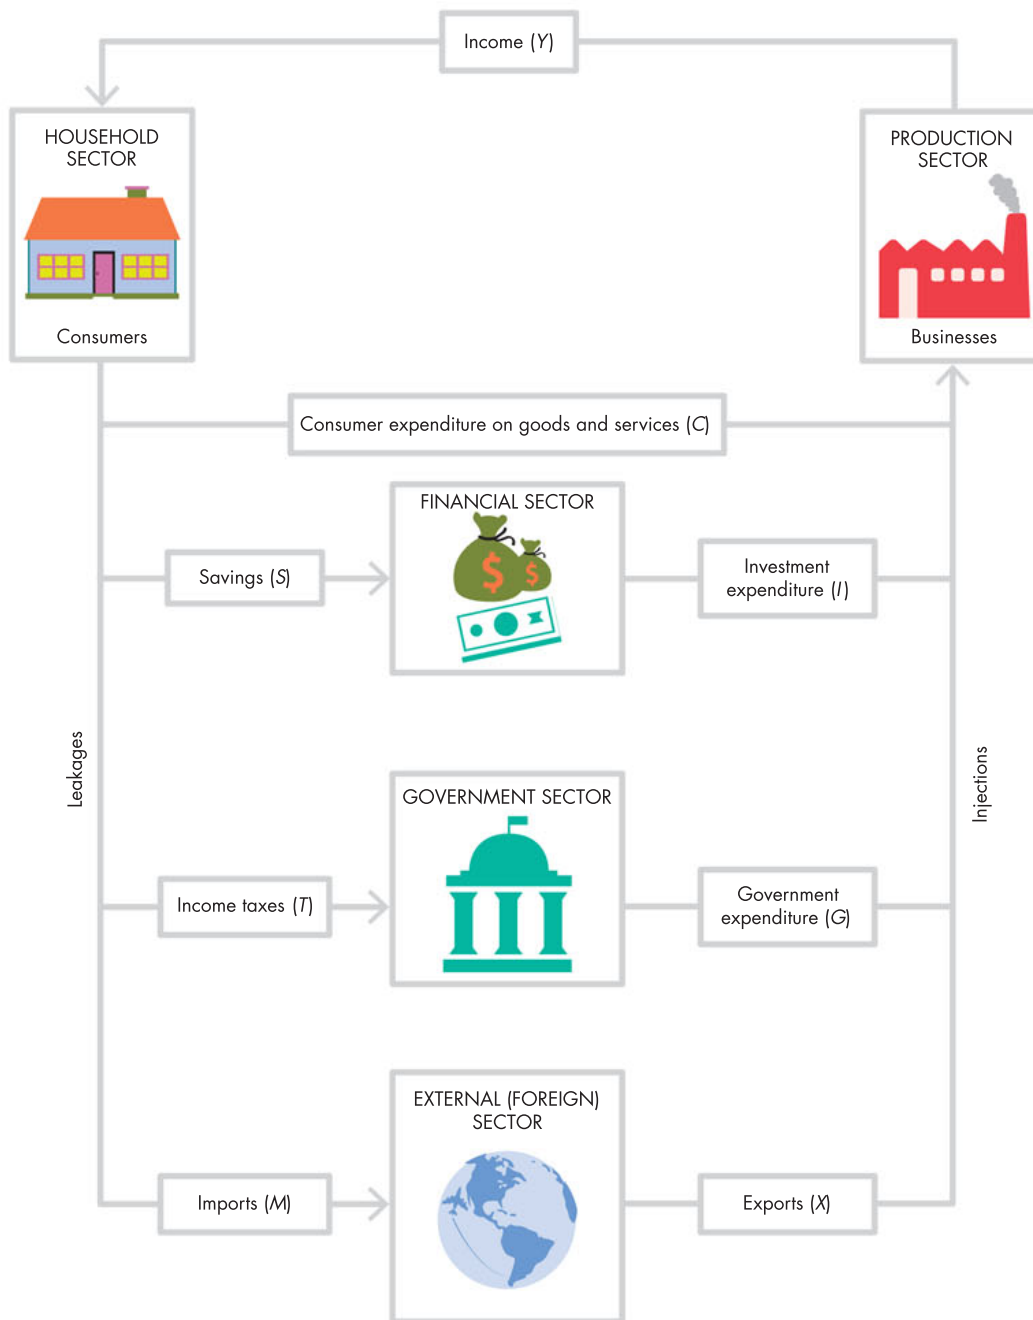 Income (Y)
HOUSEHOLD
SECTOR
Consumers
PRODUCTION
SECTOR
Businesses
Consumer expenditure on goods and services (C)
FINANCIAL SECTOR
$
$
Savings (S)
Investment
expenditure (I)
Leakages
Injections
GOVERNMENT SECTOR
Income taxes (T)
Government
expenditure (G)
EXTERNAL (FOREIGN)
SECTOR
Imports (M)
Exports (X)